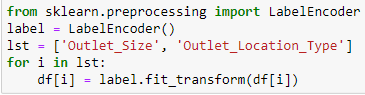 from sklearn.preprocessing import LabelEncoder
label = LabelEncoder()
lst = ['Outlet_Size', 'Outlet_Location_Type']
for i in lst:
    df[i] = label.fit_transform(df[i])